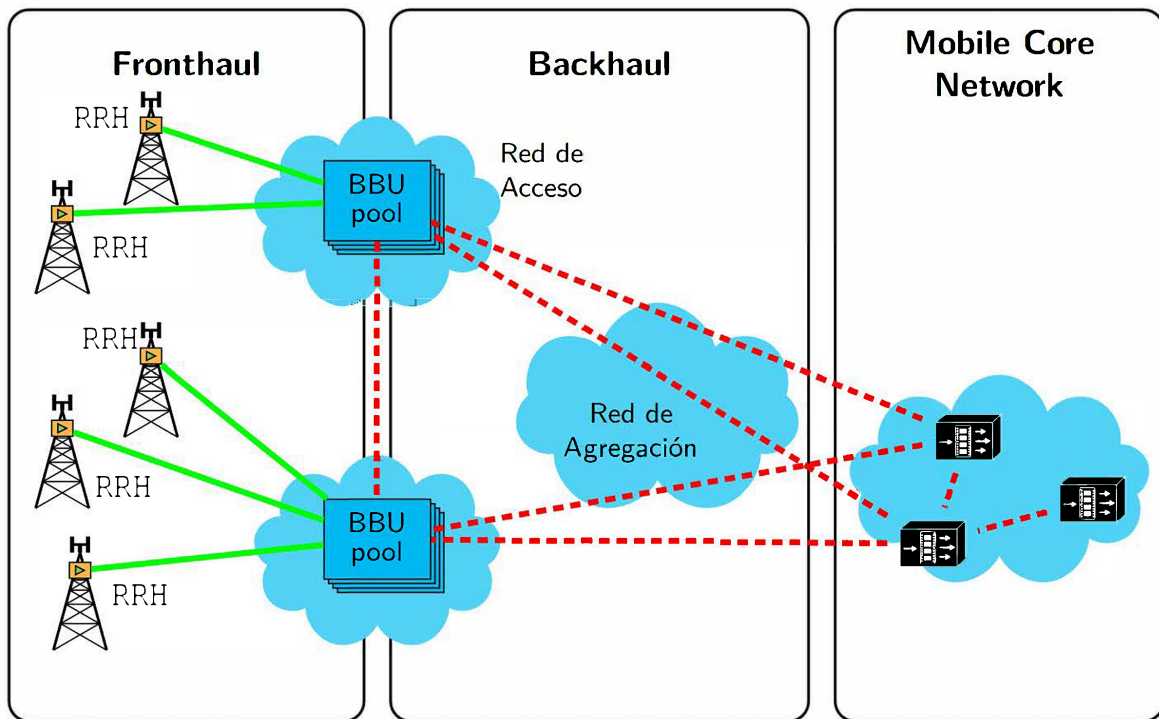 Fronthaul
Backhaul
Mobile Core
Network
RRH
RRH
BBU
pool
Red de
Acceso
RRH
RRH
RRH
BBU
pool
Red de
Agregación